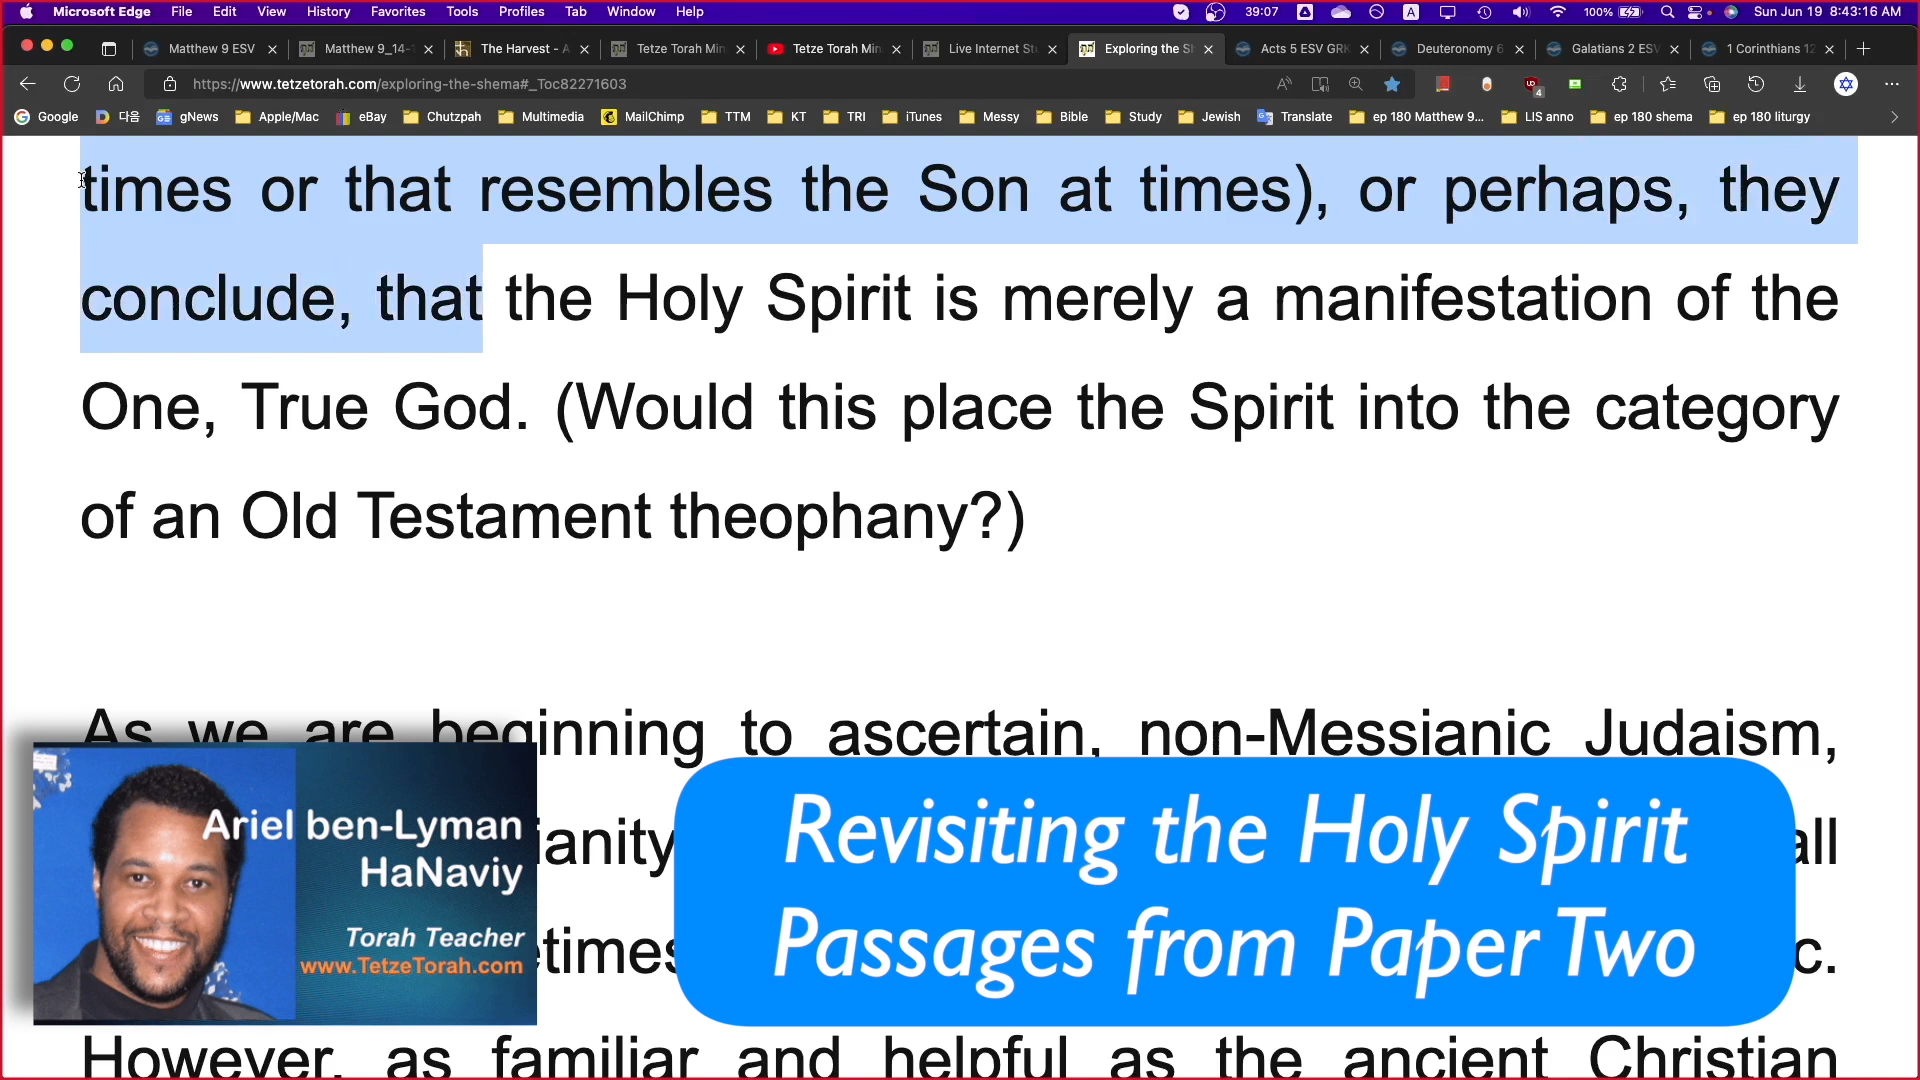 Microsoft Edge File Edit View History Favorites Tools Profiles Tab Window Help 39:07 A 100% Sun Jun 19 8:43:16 AM
Matthew 9 ESV Matthew 9_14- The Harvest - A Tetze Torah Min Tetze Torah Min Live Internet St Exploring the S Acts 5 ESV GRK Deuteronomy 6 Galatians 2 ESV 1 Corinthians 12
https://www.tetzetorah.com/exploring-the-shema#_Toc82271603
Google 다음 gNews Apple/Mac eBay Chutzpah Multimedia MailChimp TTM KT TRI iTunes Messy Bible Study Jewish Translate ep 180 Matthew 9... LIS anno ep 180 shema ep 180 liturgy
times or that resembles the Son at times), or perhaps, they
conclude, that the Holy Spirit is merely a manifestation of the
One, True God. (Would this place the Spirit into the category
of an Old Testament theophany?)
As we are beginning to ascertain, non-Messianic Judaism,
ianity all
etimes c.
However, as familiar and helpful as the ancient Christian
Ariel ben-Lyman
HaNaviy
Torah Teacher
www.TetzeTorah.com
Revisiting the Holy Spirit
Passages from Paper Two